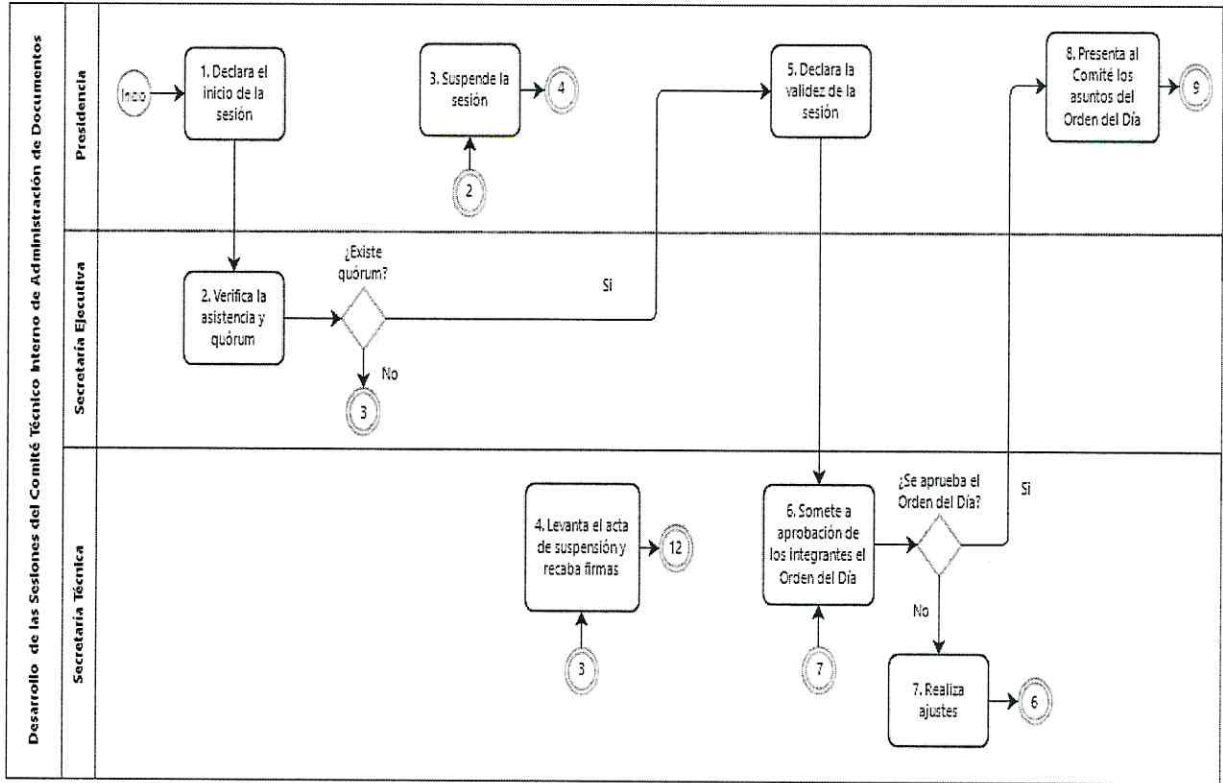 Desarrollo de las Sesiones del Comité Técnico Interno de Administración de Documentos
Presidencia
Inicio
1. Declara el
inicio de la
sesión
3. Suspende la
sesión
4
2
5. Declara la
validez de la
sesión
8. Presenta al
Comité los
asuntos del
Orden del Día
9
Secretaría Ejecutiva
2. Verifica la
asistencia y
quórum
¿Existe
quórum?
Si
No
3
Secretaría Técnica
4. Levanta el acta
de suspensión y
recaba firmas
12
3
6. Somete a
aprobación de
los integrantes el
Orden del Día
7
¿Se aprueba el
Orden del Día?
Si
No
7. Realiza
ajustes
6